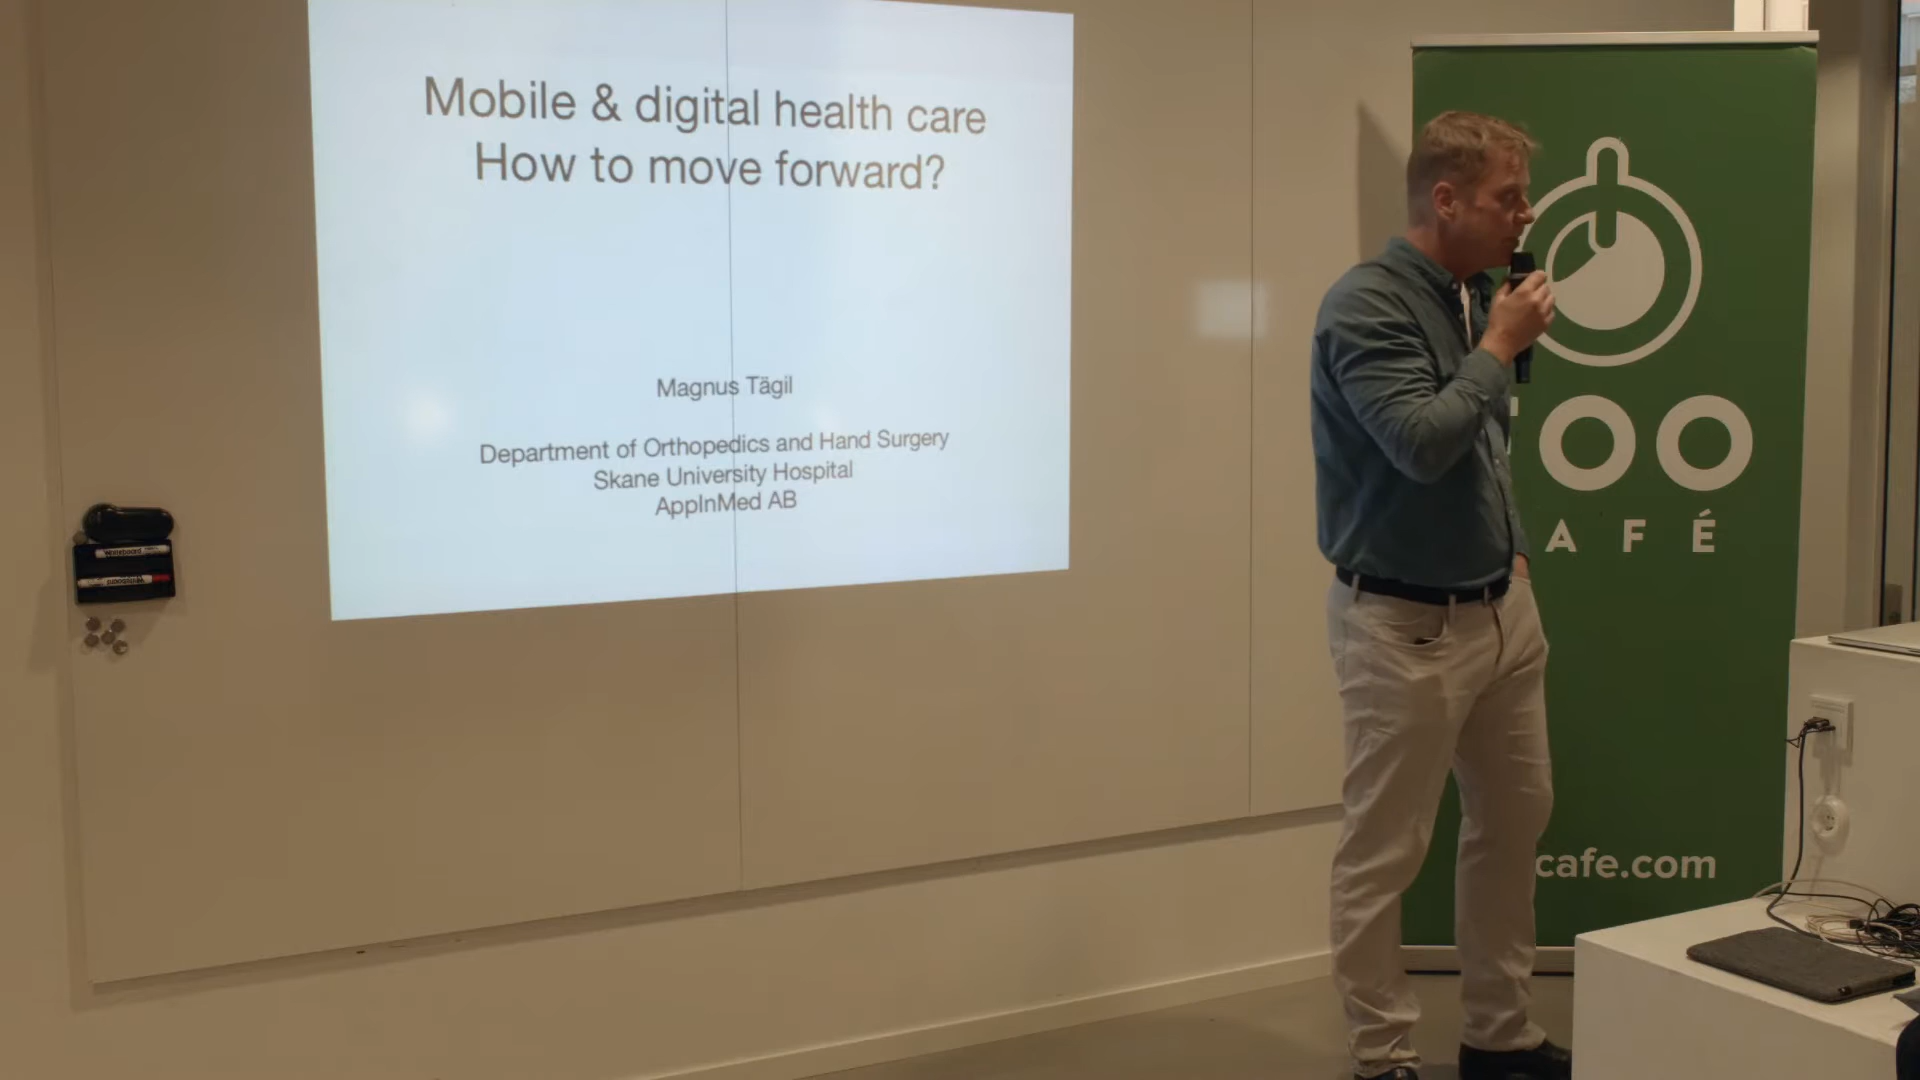 Mobile & digital health care
How to move forward?
Magnus Tägil
Department of Orthopedics and Hand Surgery
Skane University Hospital
AppInMed AB
OO
AFÉ
cafe.com